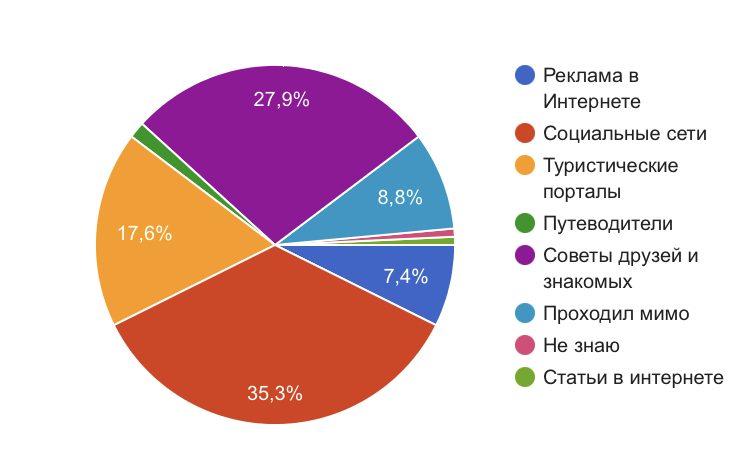 27,9%
8,8%
17,6%
7,4%
35,3%
Реклама в
Интернете
Социальные сети
Туристические
порталы
Путеводители
Советы друзей и
знакомых
Проходил мимо
Не знаю
Статьи в интернете